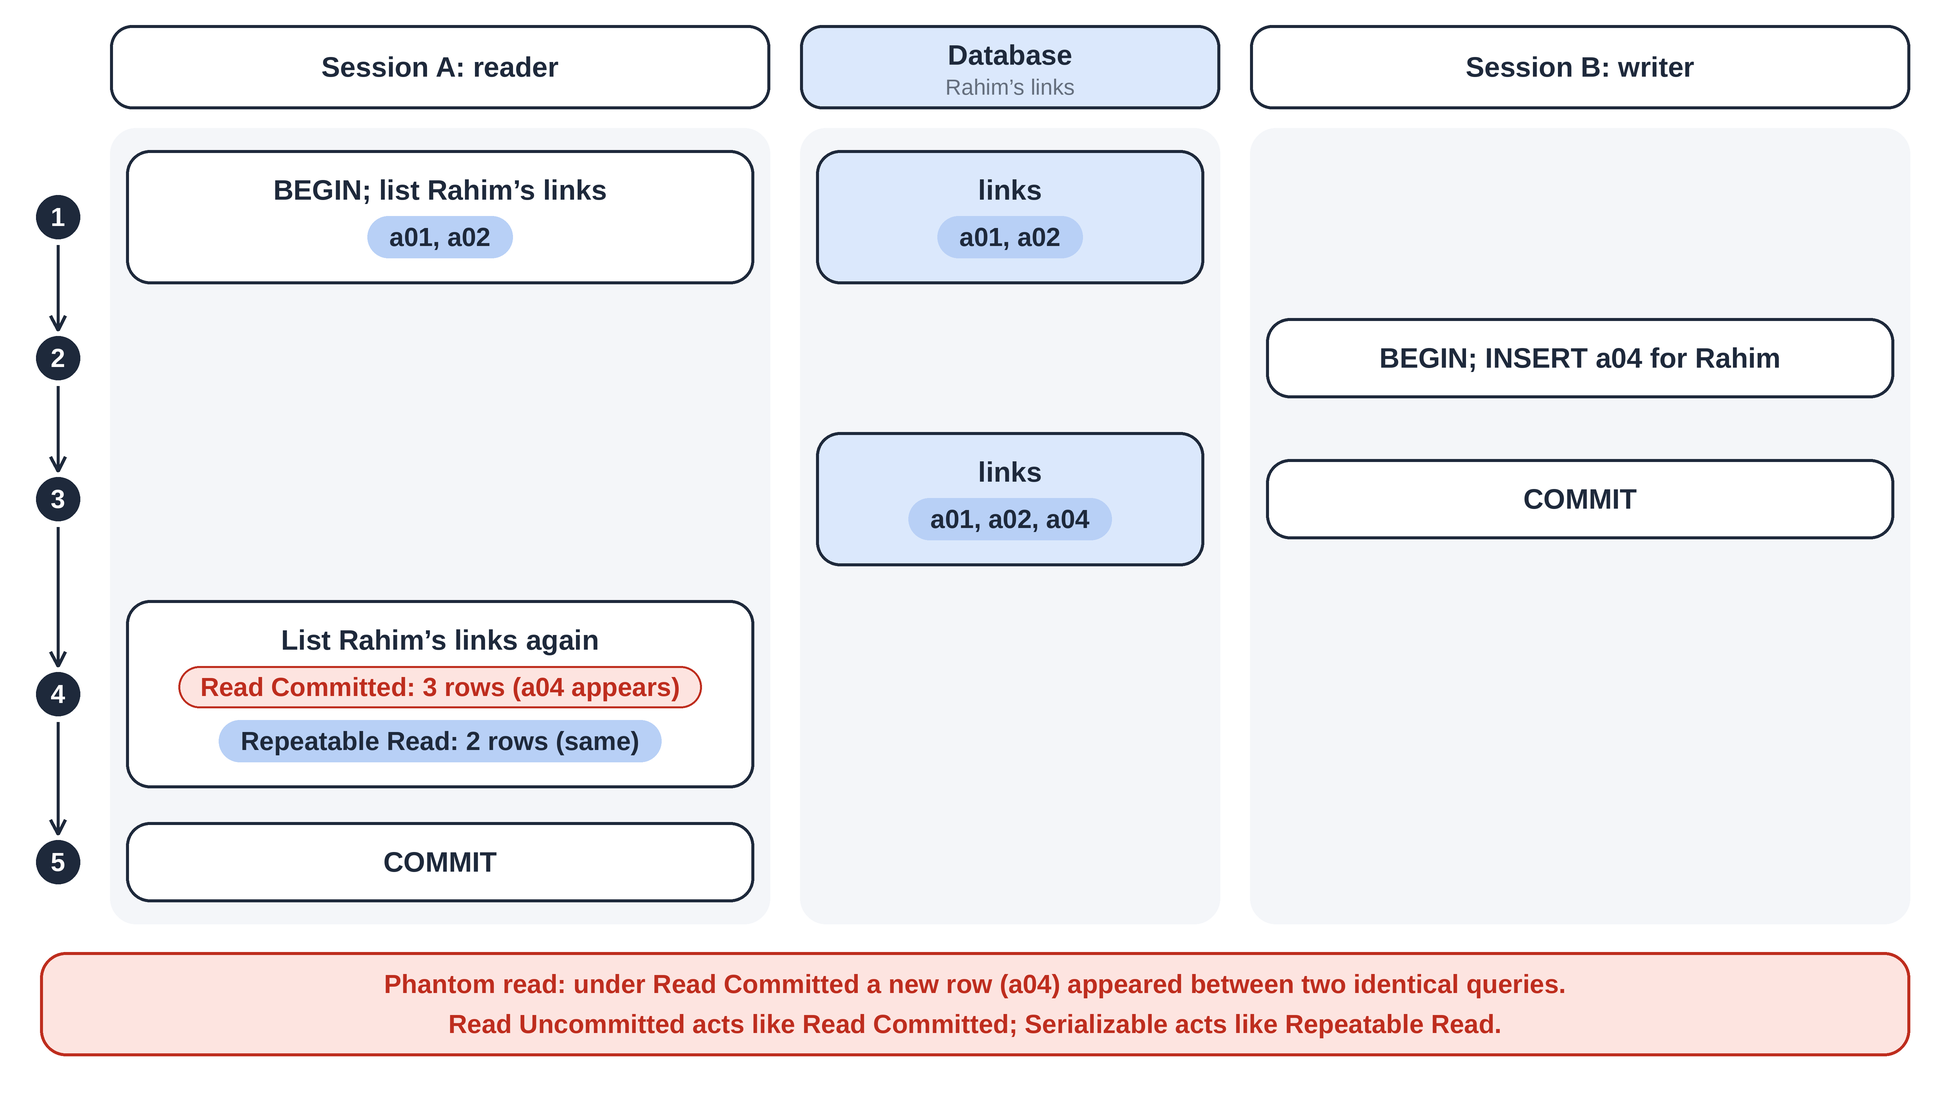 Session A: reader
Database
Rahim’s links
Session B: writer
1
BEGIN; list Rahim’s links
a01, a02
links
a01, a02
2
BEGIN; INSERT a04 for Rahim
3
links
a01, a02, a04
COMMIT
4
List Rahim’s links again
Read Committed: 3 rows (a04 appears)
Repeatable Read: 2 rows (same)
5
COMMIT
Phantom read: under Read Committed a new row (a04) appeared between two identical queries.
Read Uncommitted acts like Read Committed; Serializable acts like Repeatable Read.